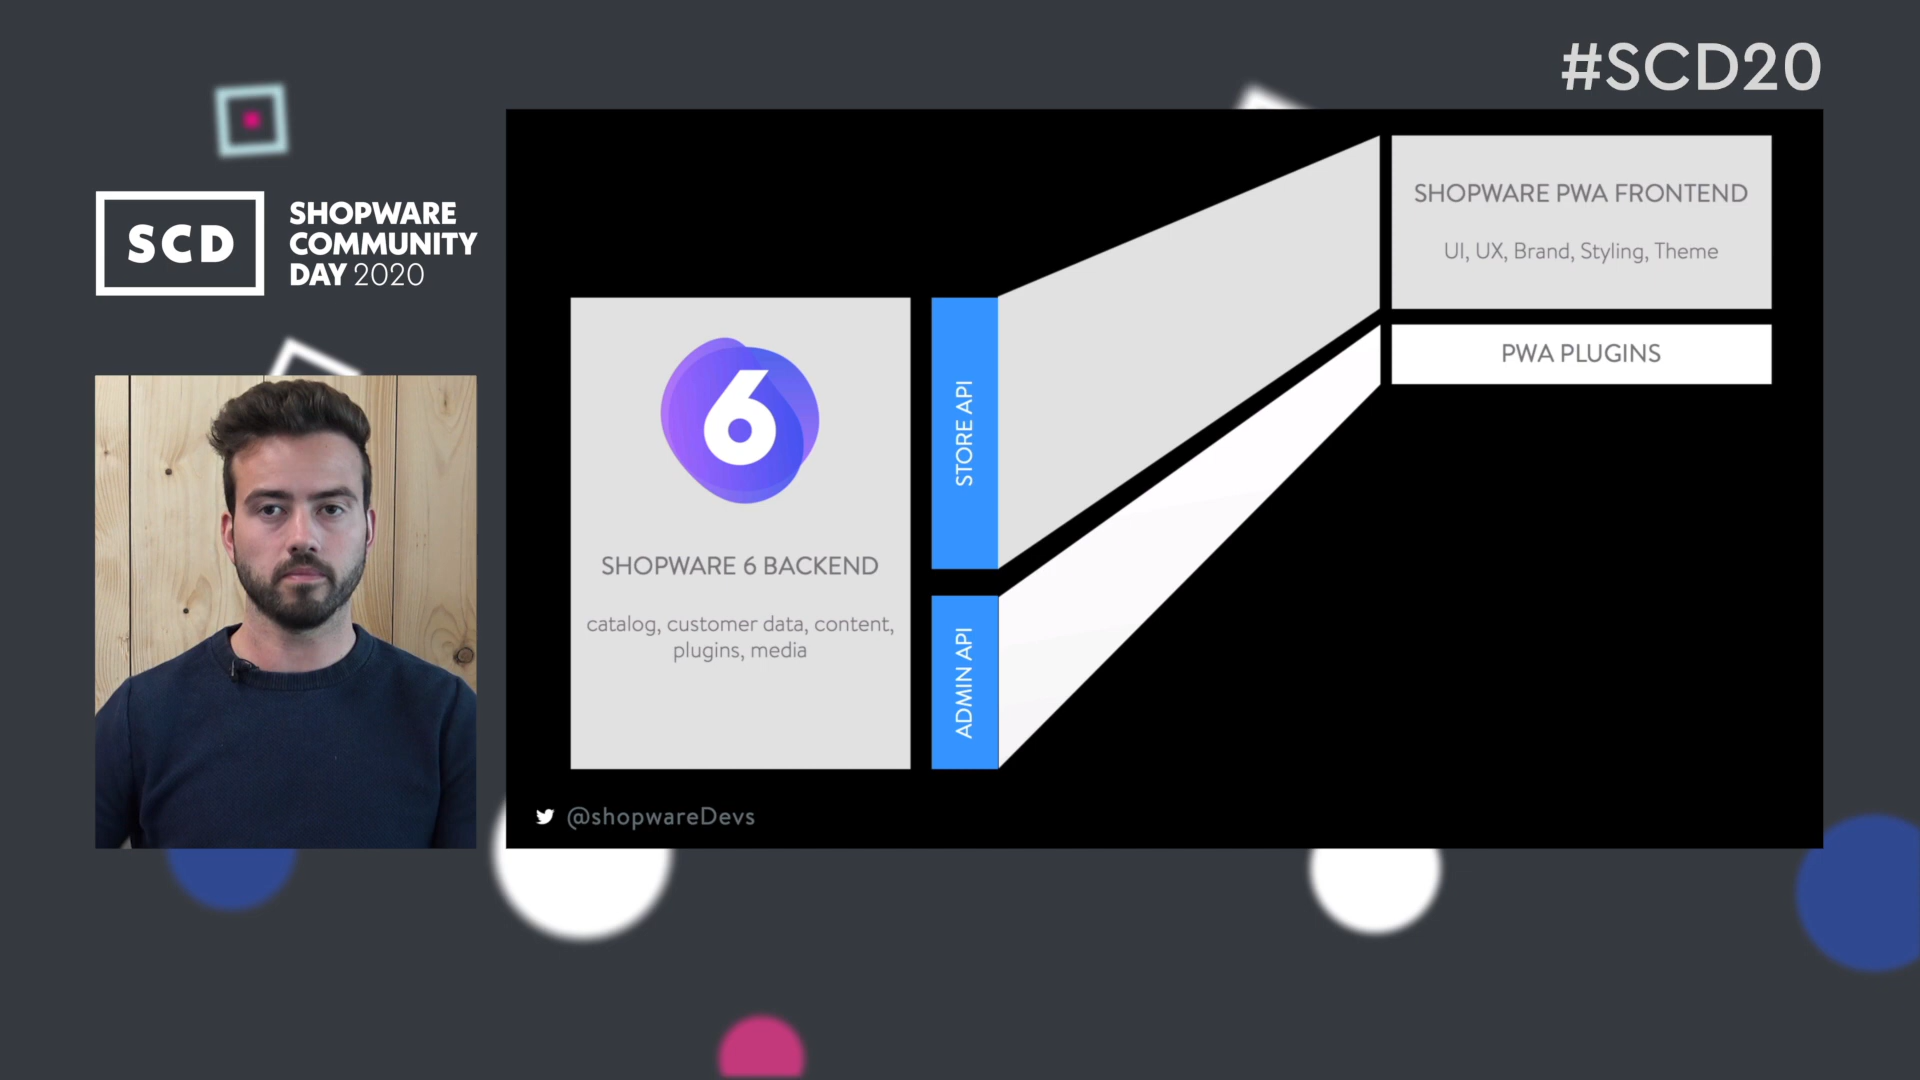 #SCD20
SCD
SHOPWARE
COMMUNITY
DAY 2020
SHOPWARE PWA FRONTEND
UI, UX, Brand, Styling, Theme
PWA PLUGINS
6
STORE API
SHOPWARE 6 BACKEND
catalog, customer data, content,
plugins, media
ADMIN API
@shopwareDevs